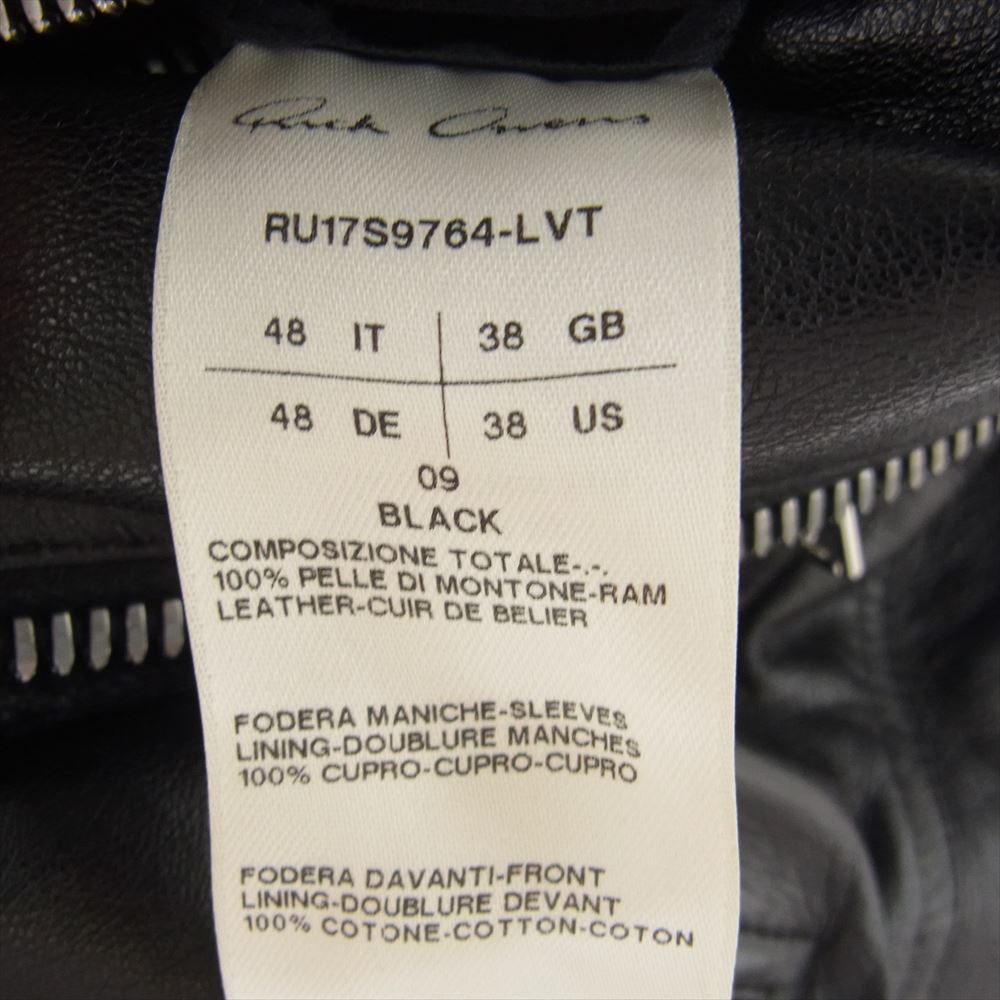 Rick Owens
RU17S9764-LVT
48 IT 38 GB
48 DE 38 US
09
BLACK
COMPOSIZIONE TOTALE-.-.
100% PELLE DI MONTONE-RAM
LEATHER-CUIR DE BELIER
FODERA MANICHE-SLEEVES
LINING-DOUBLURE MANCHES
100% CUPRO-CUPRO-CUPRO
FODERA DAVANTI-FRONT
LINING-DOUBLURE DEVANT
100% COTONE-COTTON-COTON